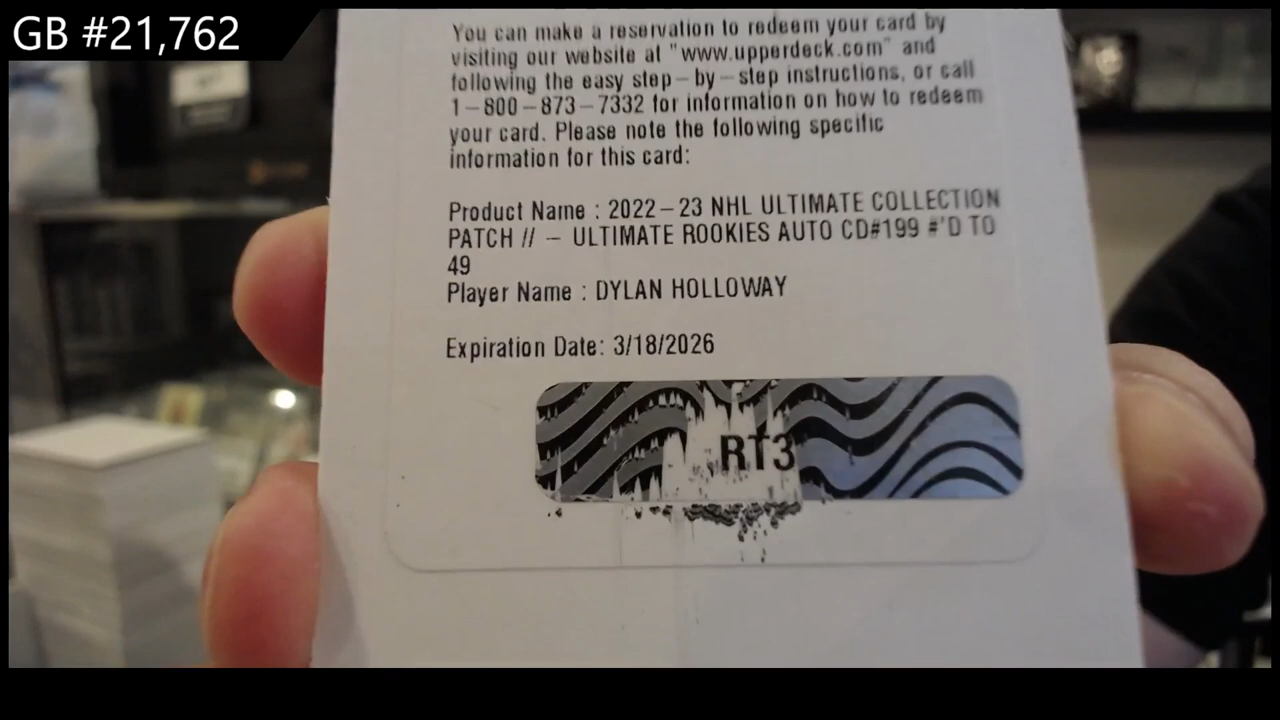 GB #21,762
You can make a reservation to redeem your card by
visiting our website at "www.upperdeck.com" and
following the easy step-by-step instructions, or call
1-800-873-7332 for information on how to redeem
your card. Please note the following specific
information for this card:
Product Name : 2022-23 NHL ULTIMATE COLLECTION
PATCH // - ULTIMATE ROOKIES AUTO CD#199 #'D TO
49
Player Name : DYLAN HOLLOWAY
Expiration Date: 3/18/2026
RT3